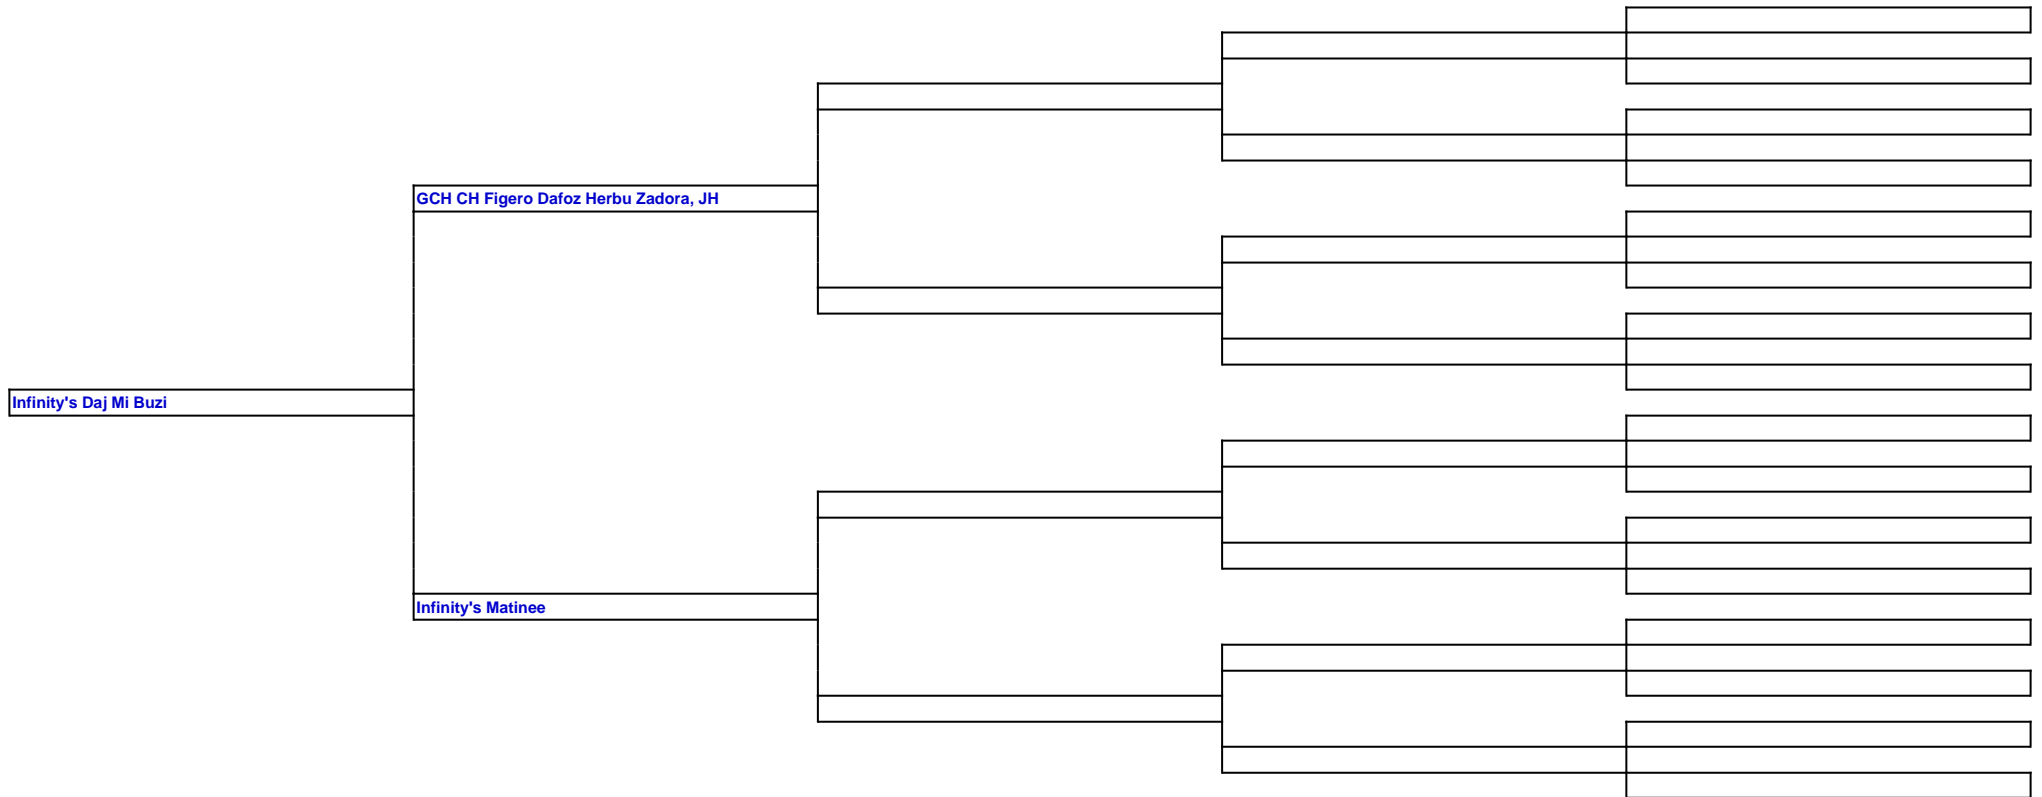 GCH CH Figero Dafoz Herbu Zadora, JH
Infinity's Daj Mi Buzi
Infinity's Matinee